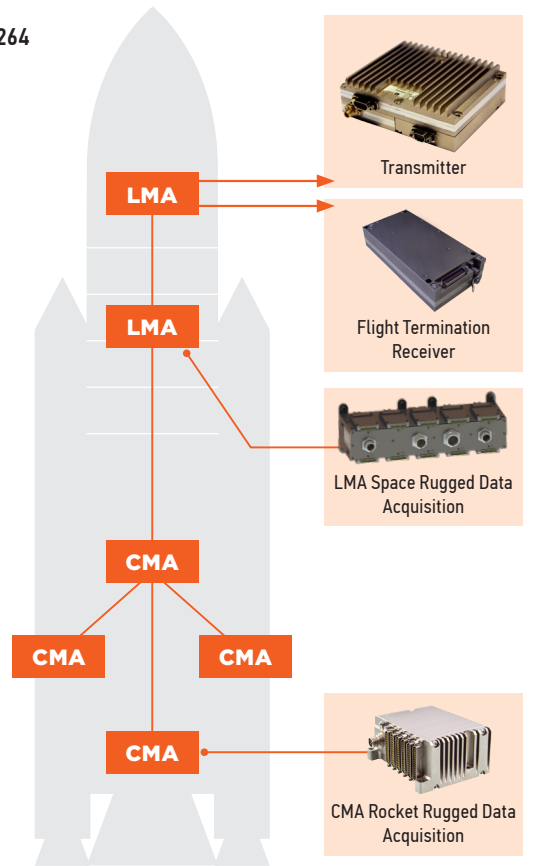 264
LMA
Transmitter
LMA
Flight Termination
Receiver
LMA Space Rugged Data
Acquisition
CMA
CMA
CMA
CMA
CMA Rocket Rugged Data
Acquisition